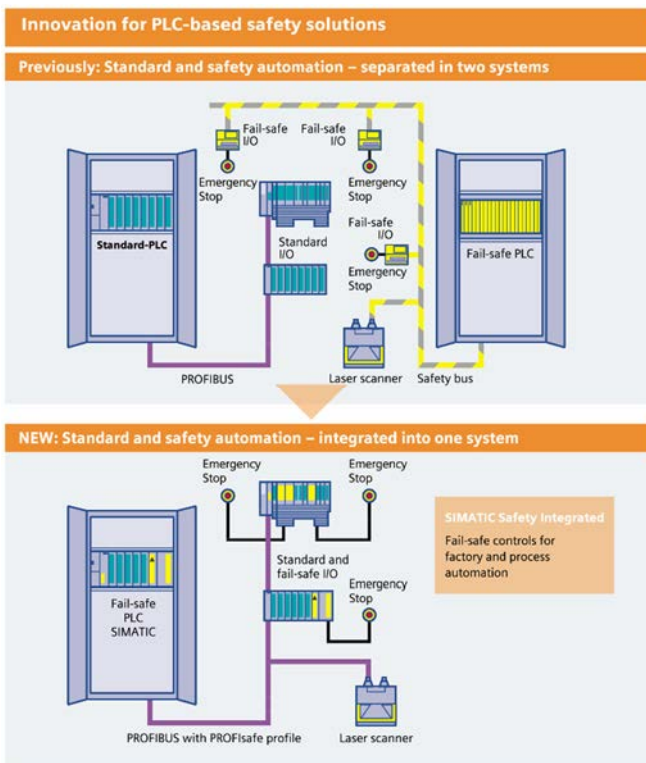 Innovation for PLC-based safety solutions
Previously: Standard and safety automation – separated in two systems
Fail-safe
I/O
Fail-safe
I/O
Emergency
Stop
Emergency
Stop
Standard-PLC
Standard
I/O
Fail-safe
I/O
Emergency
Stop
Fail-safe PLC
PROFIBUS
Laser scanner
Safety bus
NEW: Standard and safety automation – integrated into one system
Emergency
Stop
Emergency
Stop
SIMATIC Safety Integrated
Fail-safe controls for
factory and process
automation
Standard and
fail-safe I/O
Emergency
Stop
Fail-safe
PLC
SIMATIC
PROFIBUS with PROFIsafe profile
Laser scanner